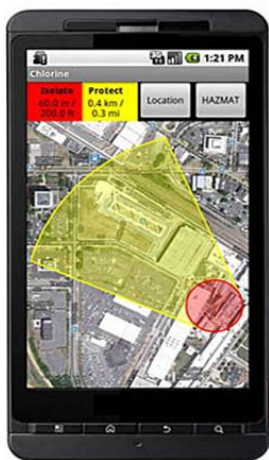 1:21 PM
Chlorine
Isolate
60.0 m /
200.0 ft
Protect
0.4 km /
0.3 mi
Location
HAZMAT